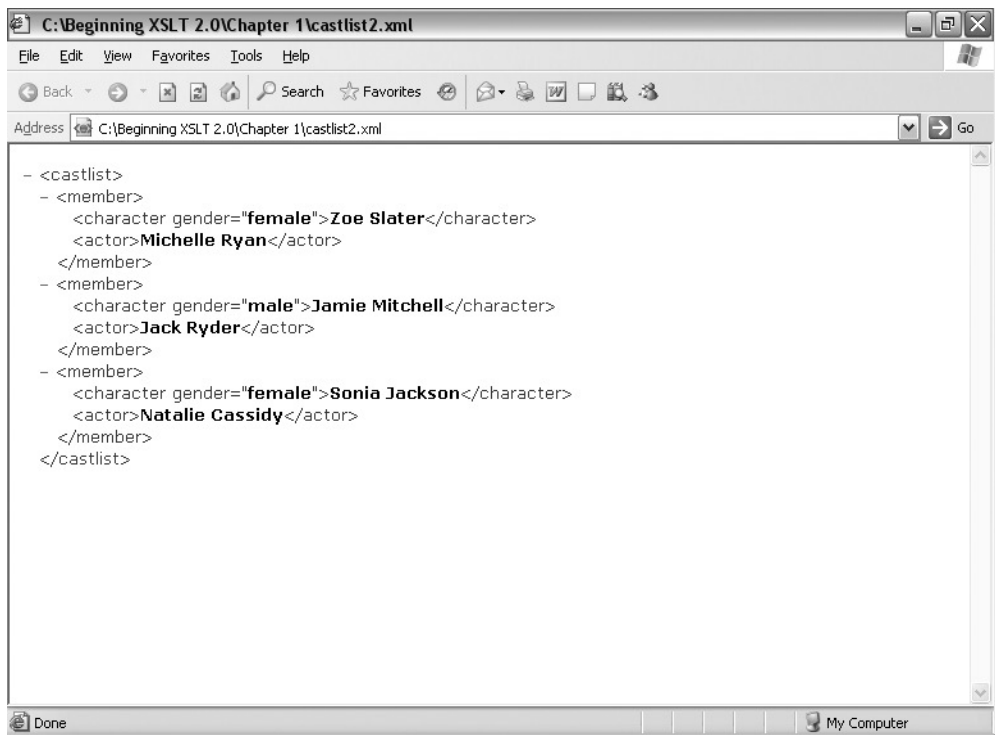 C:\Beginning XSLT 2.0\Chapter 1\castlist2.xml
File Edit View Favorites Tools Help
Back Search Favorites
Address C:\Beginning XSLT 2.0\Chapter 1\castlist2.xml Go
- <castlist>
- <member>
<character gender="female">Zoe Slater</character>
<actor>Michelle Ryan</actor>
</member>
- <member>
<character gender="male">Jamie Mitchell</character>
<actor>Jack Ryder</actor>
</member>
- <member>
<character gender="female">Sonia Jackson</character>
<actor>Natalie Cassidy</actor>
</member>
</castlist>
Done My Computer